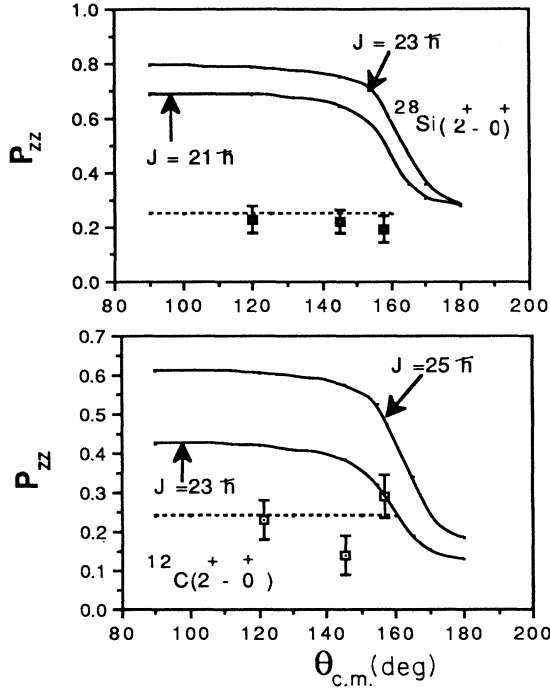 1.0
0.8
0.6
0.4
0.2
0.0
P_zz
J = 23 ħ
²⁸Si(2⁺ - 0⁺)
J = 21 ħ
80 100 120 140 160 180 200
0.7
0.6
0.5
0.4
0.3
0.2
0.1
0.0
P_zz
J = 25 ħ
J = 23 ħ
¹²C(2⁺ - 0⁺)
80 100 120 140 160 180 200
θ_c.m. (deg)